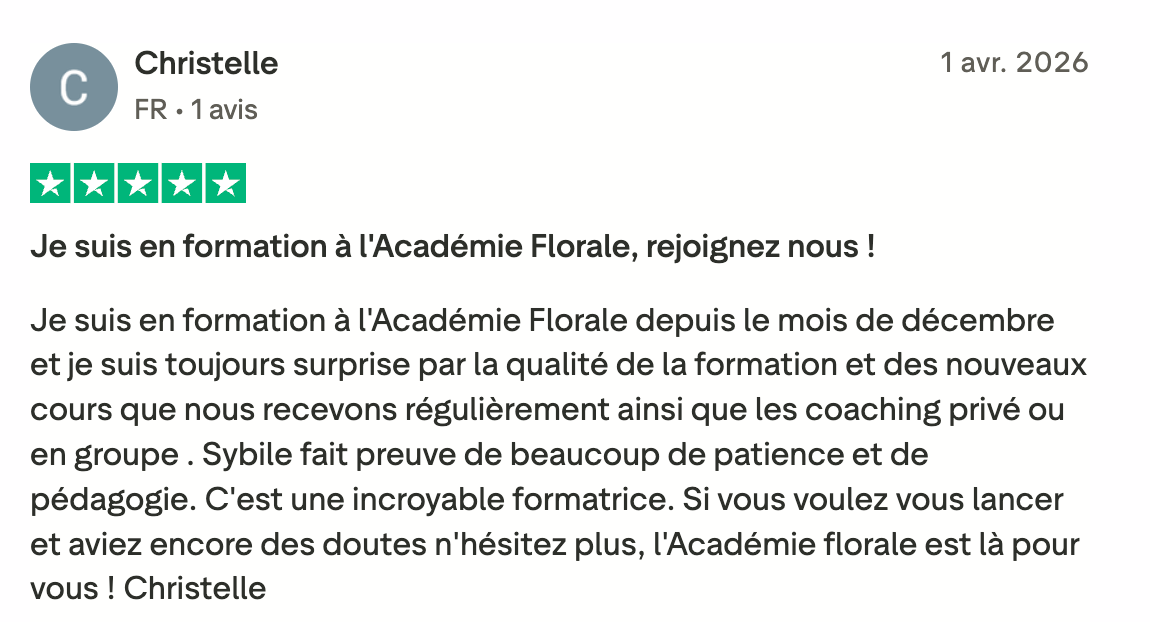 C
Christelle
1 avr. 2026
FR • 1 avis
Je suis en formation à l'Académie Florale, rejoignez nous !
Je suis en formation à l'Académie Florale depuis le mois de décembre
et je suis toujours surprise par la qualité de la formation et des nouveaux
cours que nous recevons régulièrement ainsi que les coaching privé ou
en groupe . Sybile fait preuve de beaucoup de patience et de
pédagogie. C'est une incroyable formatrice. Si vous voulez vous lancer
et aviez encore des doutes n'hésitez plus, l'Académie florale est là pour
vous ! Christelle